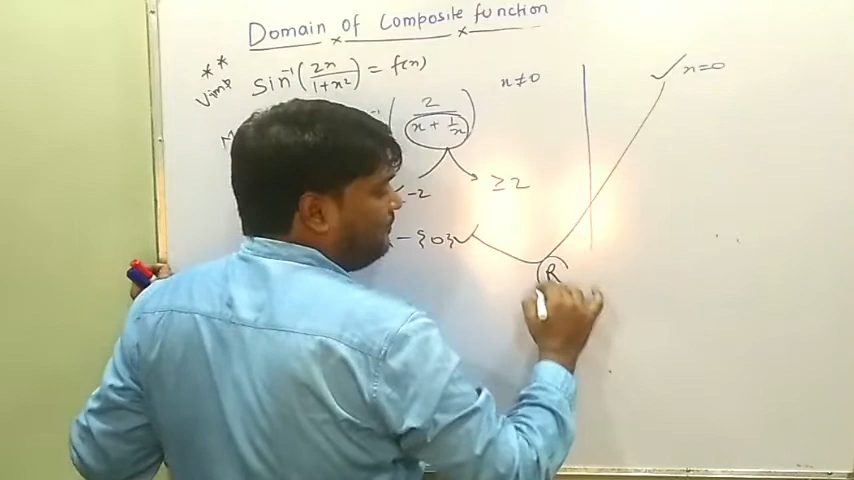 Domain of Composite function
** Vimp
sin⁻¹(2x/1+x²) = f(x)
x≠0
x=0
(2/x + 1/x)
-2
≥2
-{0}
R